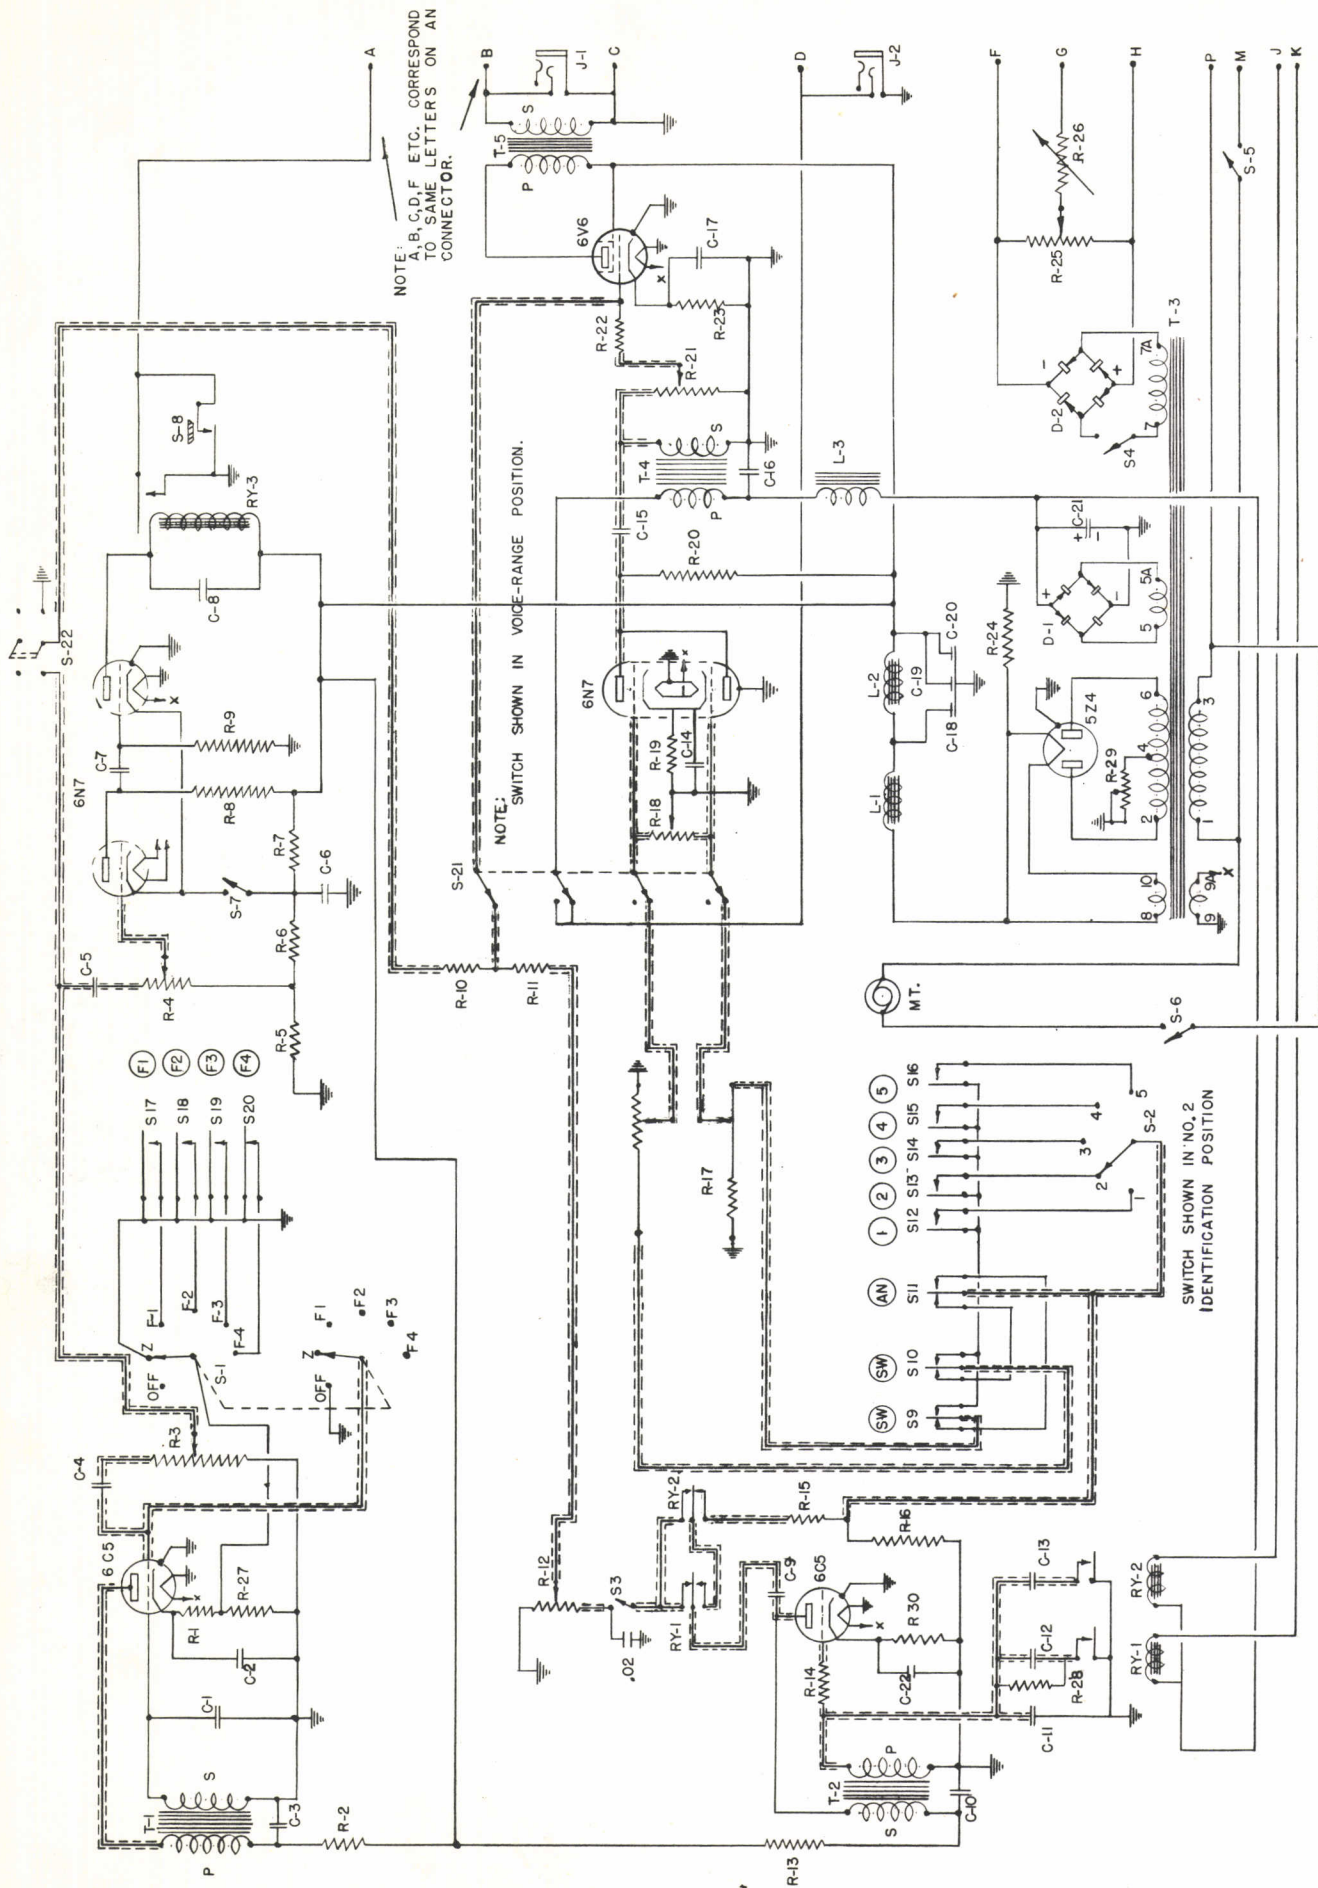 NOTE:
A,B,C,D,F ETC. CORRESPOND
TO SAME LETTERS ON AN
CONNECTOR.
A
B
J-1
C
D
J-2
F
G
H
P
M
J
K
T-5
P
S
6V6
X
C-17
R-22
R-23
R-21
R-25
R-26
S-5
S-8
RY-3
C-8
S-22
6N7
X
C-7
R-9
R-8
R-7
C-6
S-7
R-6
C-5
R-4
R-5
NOTE:
SWITCH SHOWN IN VOICE-RANGE POSITION.
S-21
T-4
S
P
C-16
C-15
L-3
R-20
6N7
X
R-19
C-14
R-18
R-10
R-11
L-2
C-19
C-20
C-18
L-1
R-24
D-2
-
+
S4
7
7A
T-3
C-21
+
-
D-1
+
-
5
5A
5Z4
R-29
6
4
2
3
1
10
8
9A
9
X
MT.
S-6
F1
F2
F3
F4
S17
S18
S19
S20
Z
F-1
F-2
F-3
F-4
OFF
S-1
Z
F1
F2
F3
F4
OFF
R-3
C-4
6C5
X
R-1
R-27
C-2
C-1
T-1
S
P
C-3
R-2
R-17
SW
SW
AN
1
2
3
4
5
S9
S10
S11
S12
S13
S14
S15
S16
1
2
3
4
5
S-2
SWITCH SHOWN IN NO. 2
IDENTIFICATION POSITION
R-12
S3
.02
RY-1
RY-2
R-15
R-16
C-9
6C5
X
R30
R-14
C-22
T-2
P
S
C-10
R-13
C-13
C-12
R-28
C-11
RY-1
RY-2